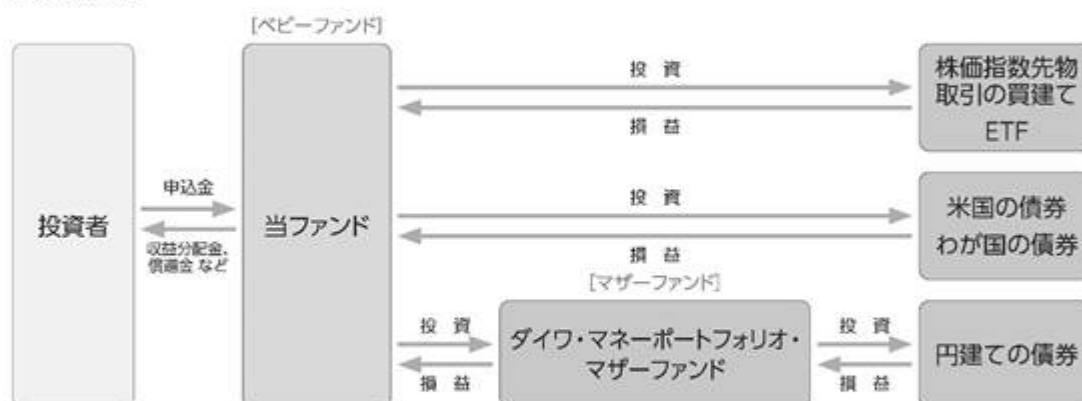 [ベビーファンド]
投資者
申込金
収益分配金、
償還金 など
当ファンド
投 資
損 益
株価指数先物
取引の買建て
ETF
投 資
損 益
米国の債券
わが国の債券
[マザーファンド]
投 資
損 益
ダイワ・マネーポートフォリオ・
マザーファンド
投 資
損 益
円建ての債券